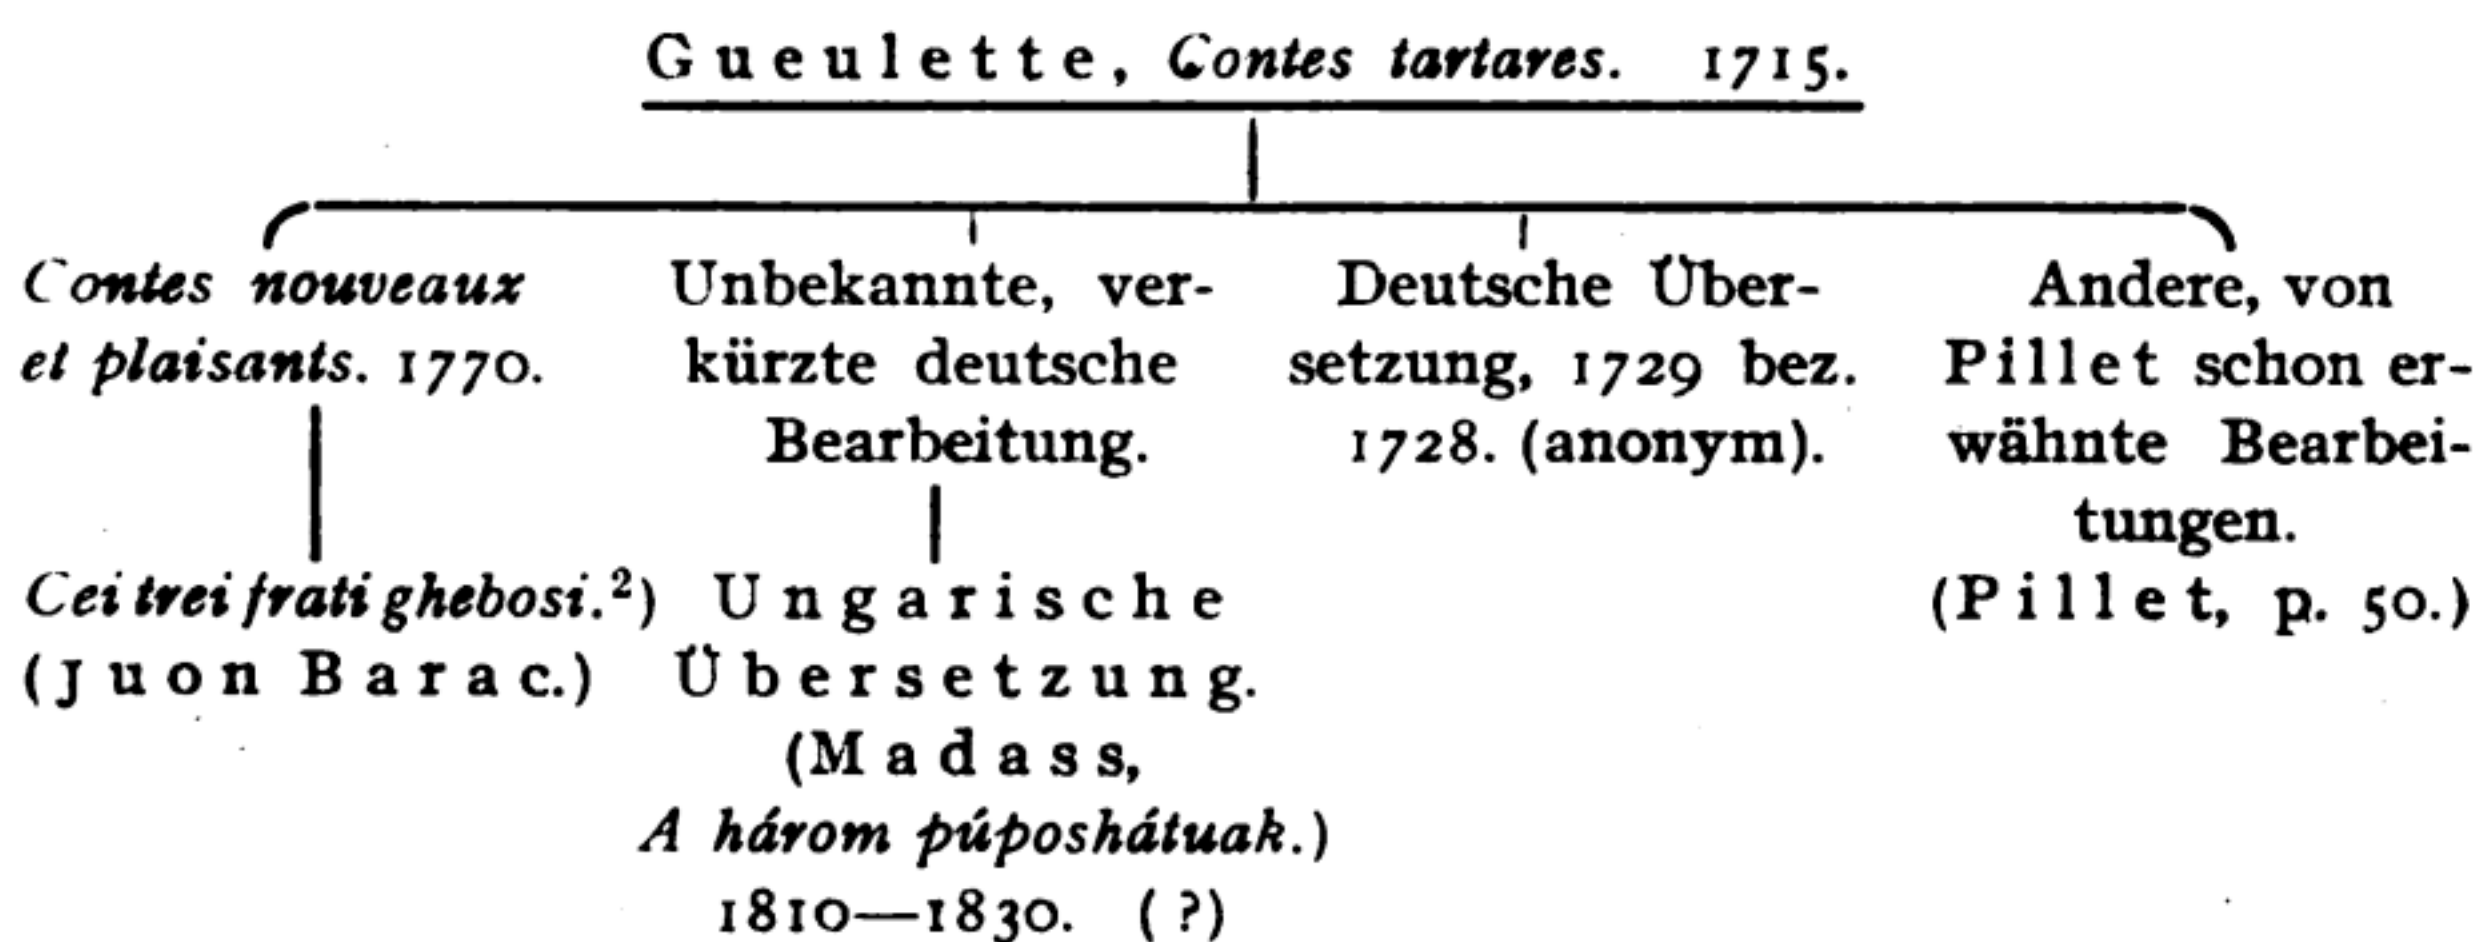 Gueulette, Contes tartares. 1715.
Contes nouveaux
et plaisants. 1770.
Cei trei frati ghebosi.²)
(Juon Barac.)
Unbekannte, ver-
kürzte deutsche
Bearbeitung.
Ungarische
Übersetzung.
(Madass,
A három púposhátuak.)
1810—1830. (?)
Deutsche Über-
setzung, 1729 bez.
1728. (anonym).
Andere, von
Pillet schon er-
wähnte Bearbei-
tungen.
(Pillet, p. 50.)